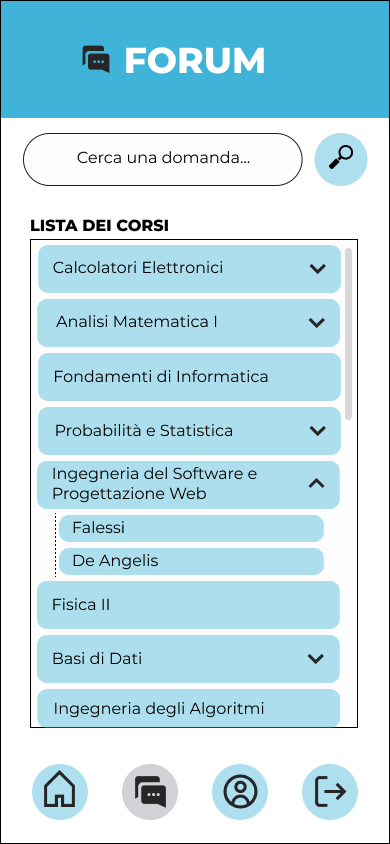 FORUM
Cerca una domanda...
LISTA DEI CORSI
Calcolatori Elettronici
Analisi Matematica I
Fondamenti di Informatica
Probabilità e Statistica
Ingegneria del Software e
Progettazione Web
Falessi
De Angelis
Fisica II
Basi di Dati
Ingegneria degli Algoritmi